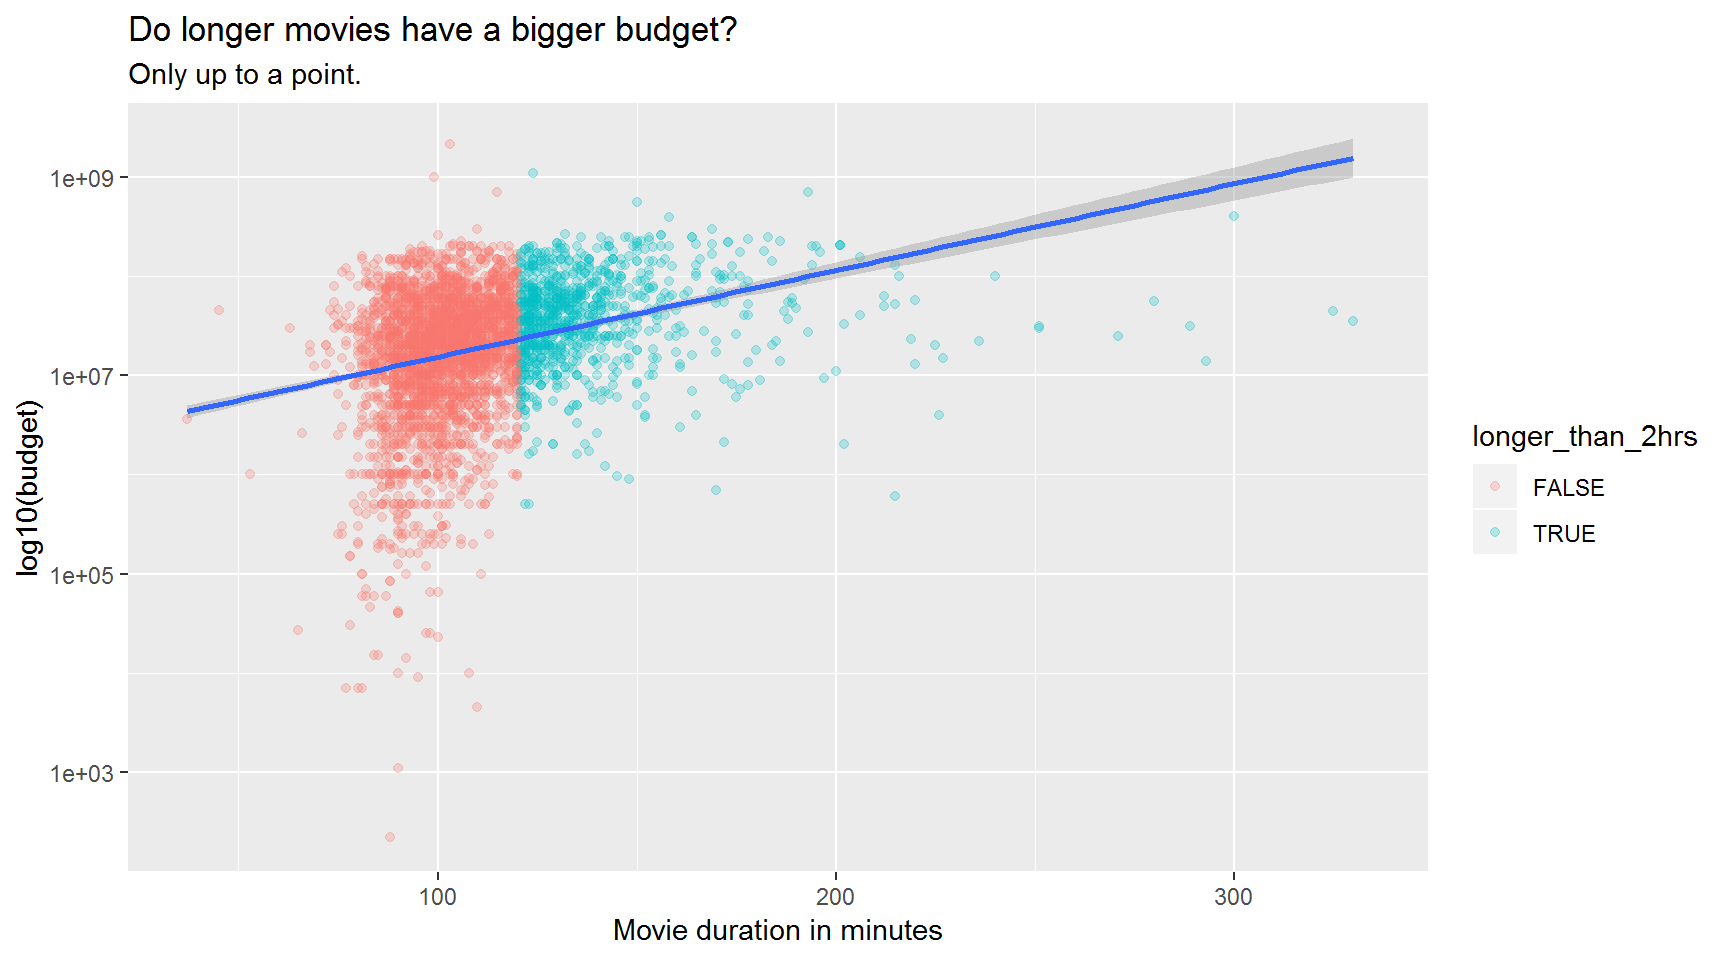 Do longer movies have a bigger budget?
Only up to a point.
log10(budget)
1e+09
1e+07
1e+05
1e+03
100
200
300
Movie duration in minutes
longer_than_2hrs
FALSE
TRUE